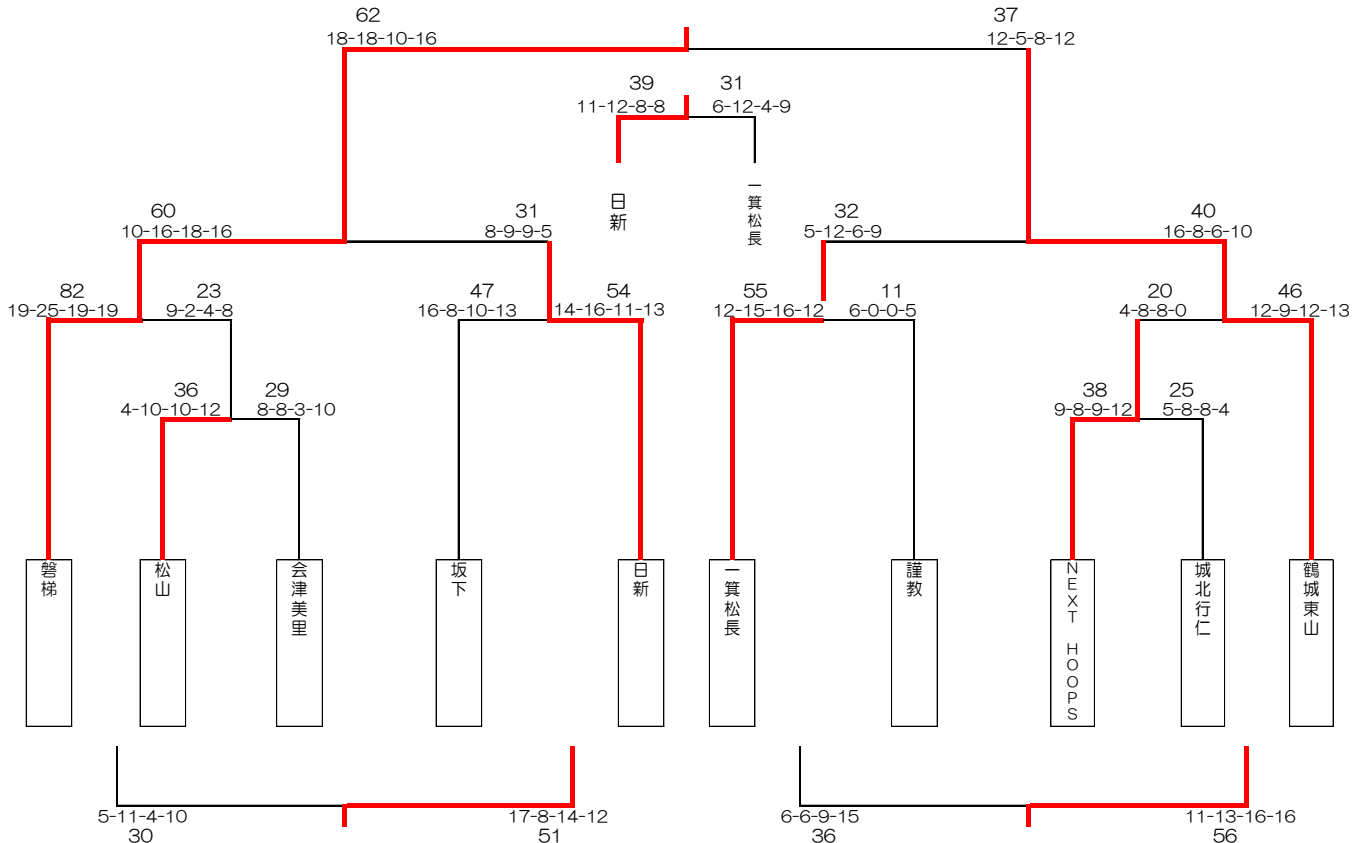 62 37
18-18-10-16 12-5-8-12
39 31
11-12-8-8 6-12-4-9
日新 一箕松長
60 31 32 40
10-16-18-16 8-9-9-5 5-12-6-9 16-8-6-10
82 23 47 54 55 11 20 46
19-25-19-19 9-2-4-8 16-8-10-13 14-16-11-13 12-15-16-12 6-0-0-5 4-8-8-0 12-9-12-13
36 29 38 25
4-10-10-12 8-8-3-10 9-8-9-12 5-8-8-4
磐梯
松山
会津美里
坂下
日新
一箕松長
謹教
NEXT HOOPS
城北行仁
鶴城東山
5-11-4-10 17-8-14-12 6-6-9-15 11-13-16-16
30 51 36 56